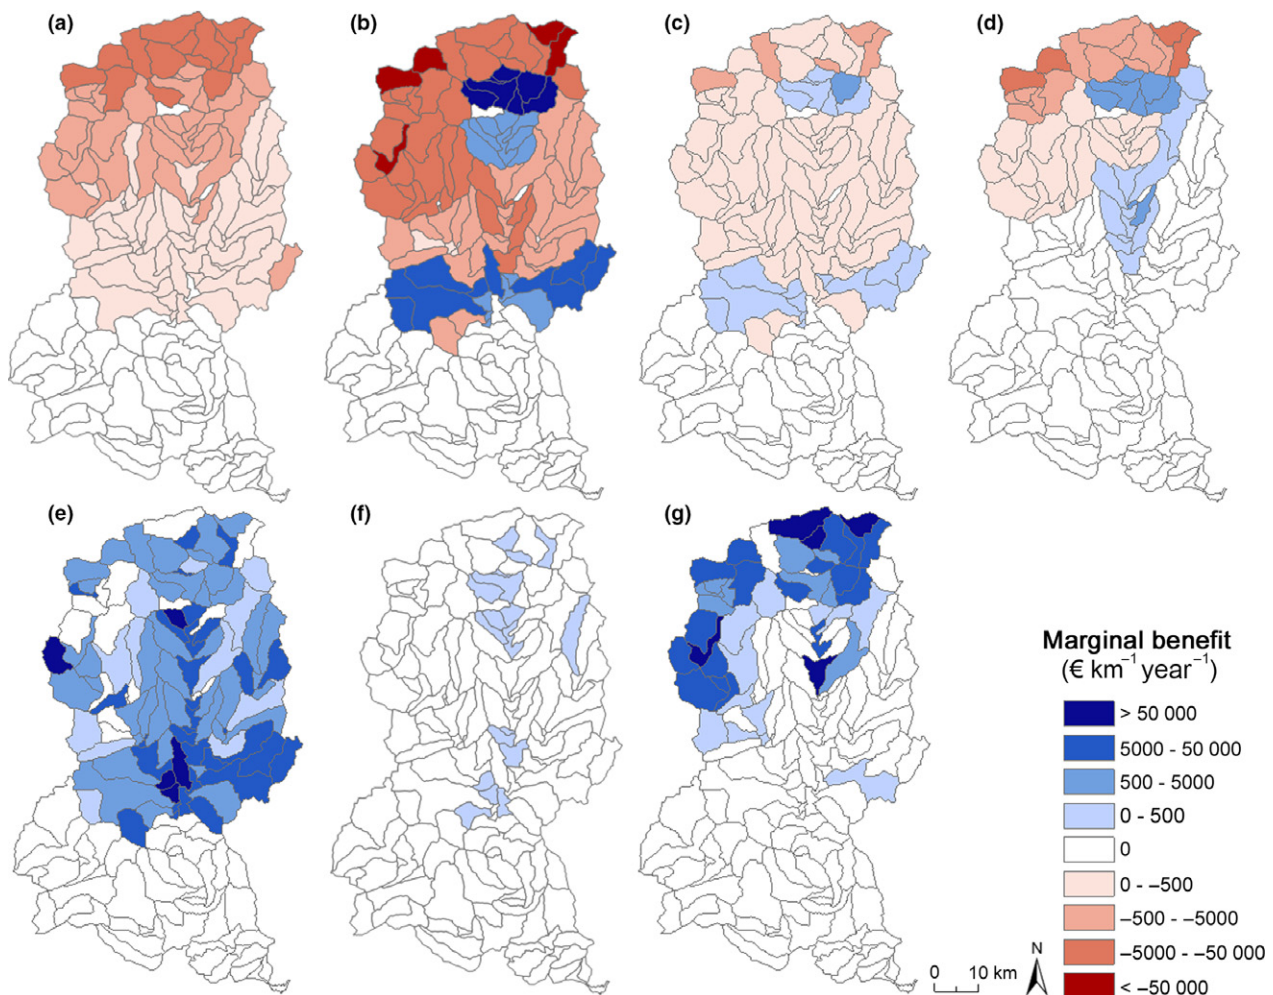 (a) (b) (c) (d)
(e) (f) (g)
Marginal benefit
(€ km⁻¹ year⁻¹)
> 50 000
5000 - 50 000
500 - 5000
0 - 500
0
0 - –500
–500 - –5000
–5000 - –50 000
< –50 000
N
0 10 km